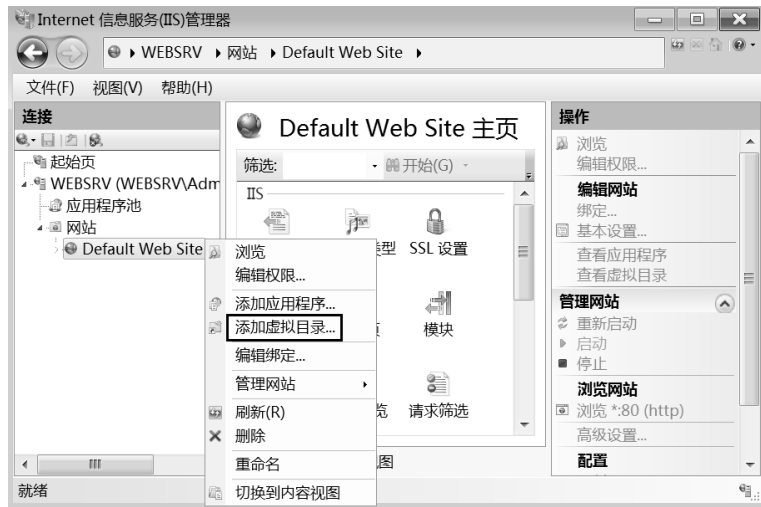 Internet 信息服务(IIS)管理器
WEBSRV 网站 Default Web Site
文件(F) 视图(V) 帮助(H)
连接
起始页
WEBSRV (WEBSRV\Adm
应用程序池
网站
Default Web Site
Default Web Site 主页
筛选: 开始(G)
IIS
型 SSL 设置
模块
览 请求筛选
图
浏览
编辑权限...
添加应用程序...
添加虚拟目录...
编辑绑定...
管理网站
刷新(R)
删除
重命名
切换到内容视图
操作
浏览
编辑权限...
编辑网站
绑定...
基本设置...
查看应用程序
查看虚拟目录
管理网站
重新启动
启动
停止
浏览网站
浏览 *:80 (http)
高级设置...
配置
就绪